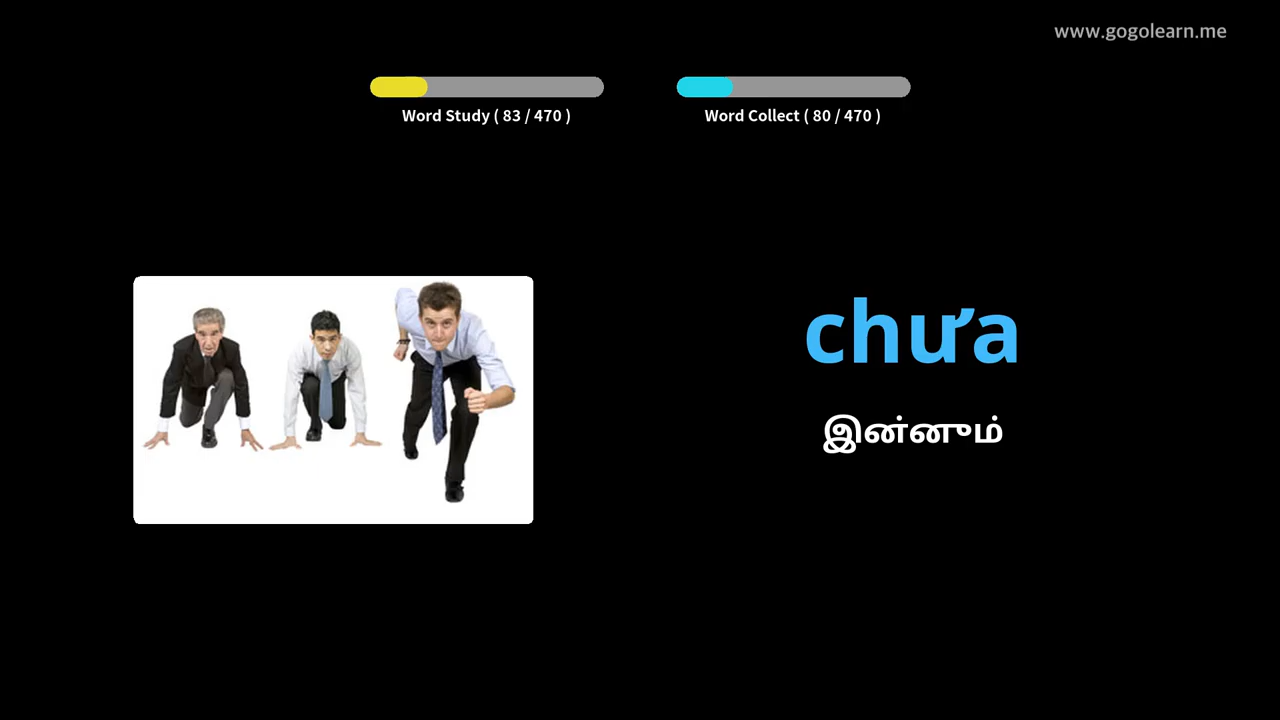 www.gogolearn.me
Word Study ( 83 / 470 )
Word Collect ( 80 / 470 )
chưa
இன்னும்